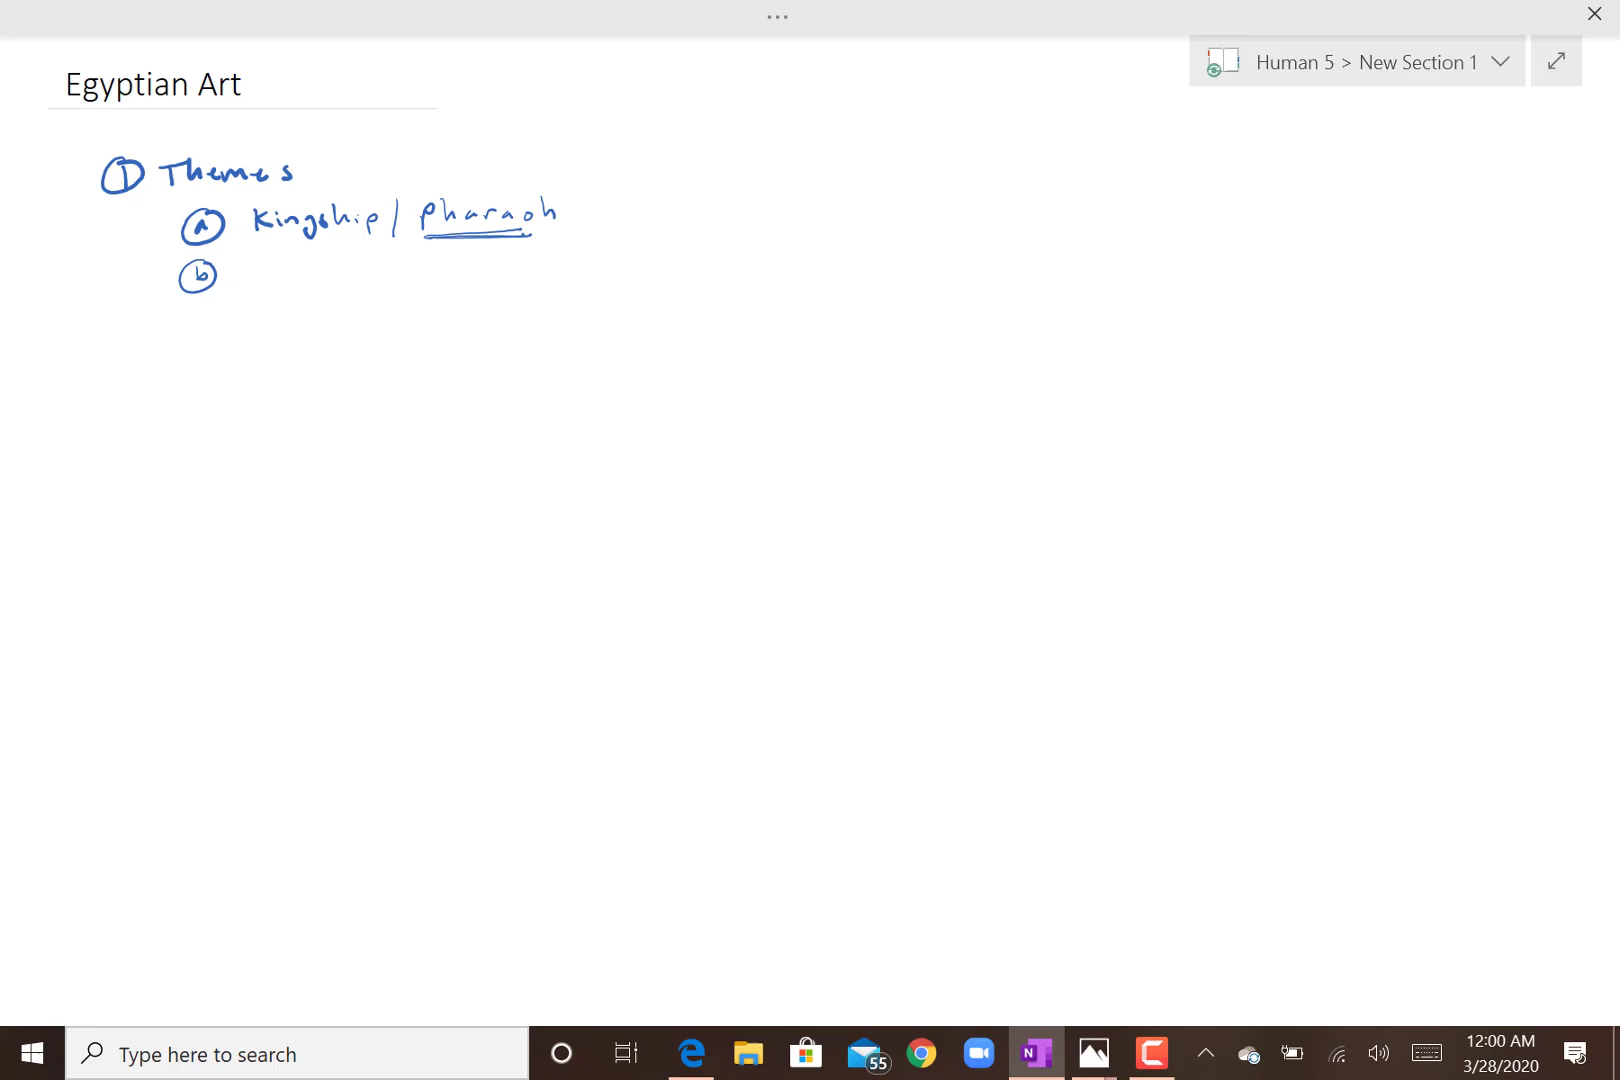 Human 5 > New Section 1
Egyptian Art
① Themes
ⓐ Kingship / pharaoh
ⓑ
Type here to search
55
N
12:00 AM
3/28/2020